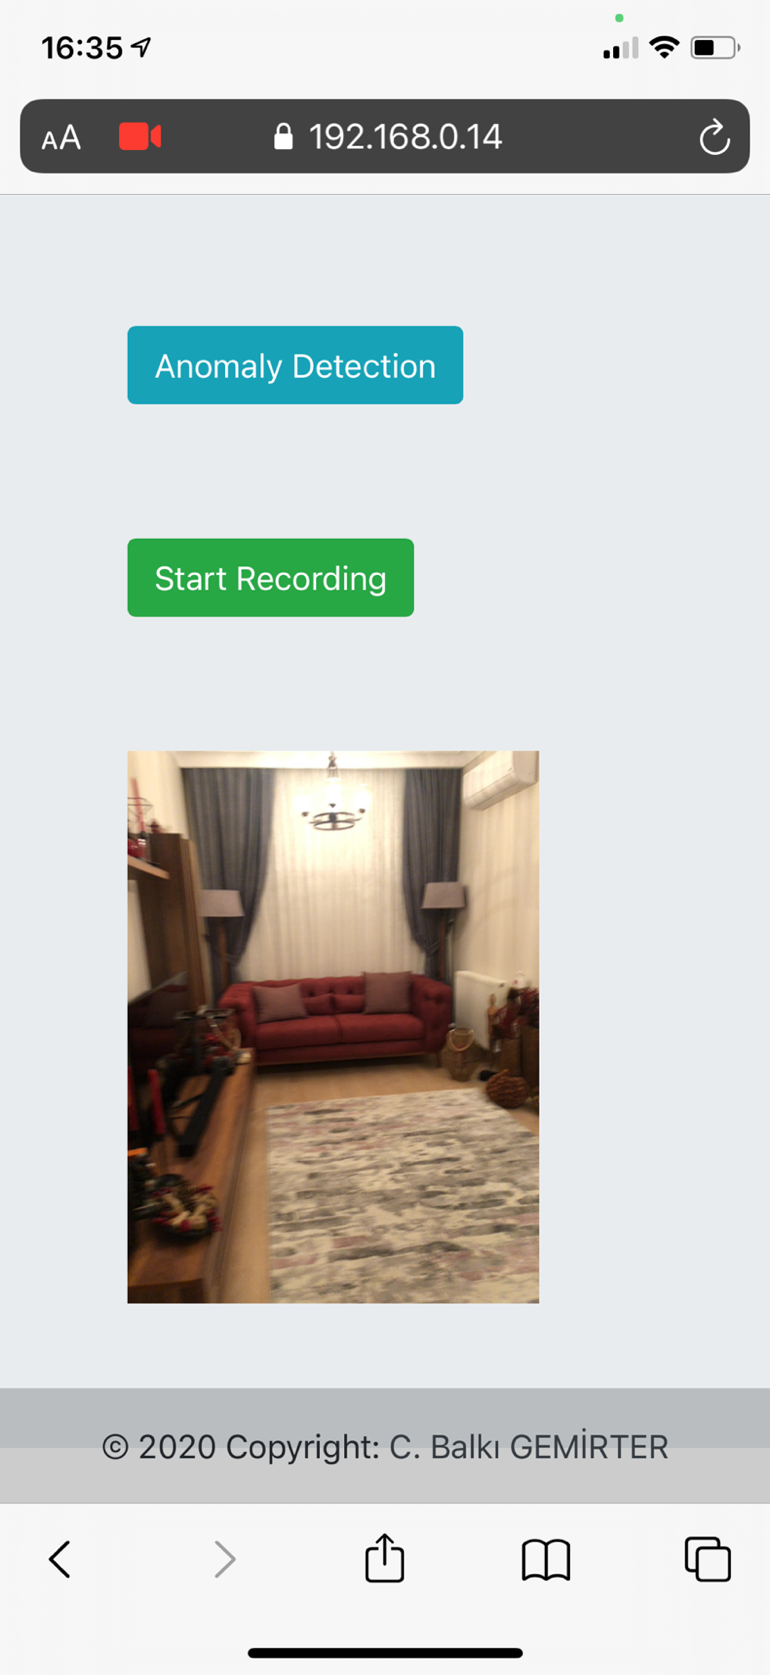 16:35
AA 192.168.0.14
Anomaly Detection
Start Recording
© 2020 Copyright: C. Balkı GEMİRTER